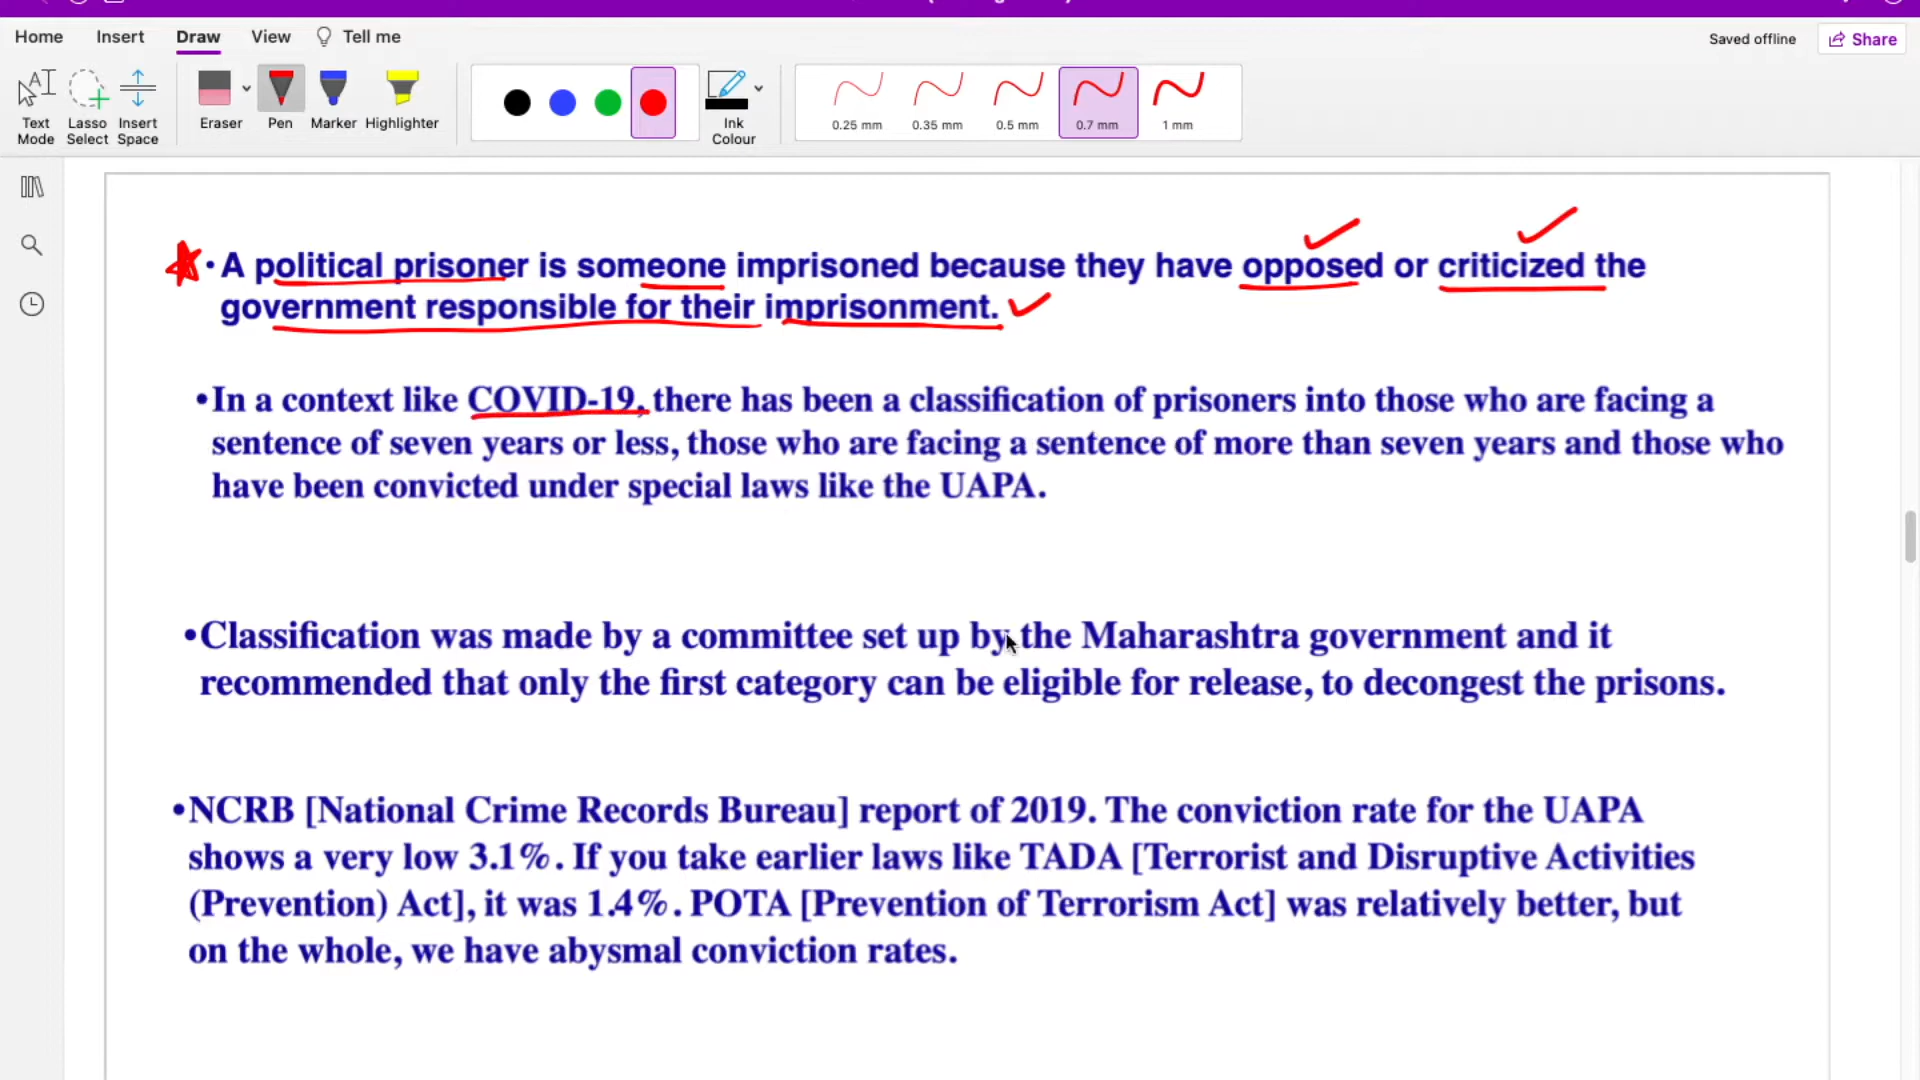 Home Insert Draw View Tell me
Saved offline Share
Text Mode
Lasso Select
Insert Space
Eraser
Pen
Marker
Highlighter
Ink Colour
0.25 mm 0.35 mm 0.5 mm 0.7 mm 1 mm
• A political prisoner is someone imprisoned because they have opposed or criticized the
government responsible for their imprisonment.
•In a context like COVID-19, there has been a classification of prisoners into those who are facing a
sentence of seven years or less, those who are facing a sentence of more than seven years and those who
have been convicted under special laws like the UAPA.
•Classification was made by a committee set up by the Maharashtra government and it
recommended that only the first category can be eligible for release, to decongest the prisons.
•NCRB [National Crime Records Bureau] report of 2019. The conviction rate for the UAPA
shows a very low 3.1%. If you take earlier laws like TADA [Terrorist and Disruptive Activities
(Prevention) Act], it was 1.4%. POTA [Prevention of Terrorism Act] was relatively better, but
on the whole, we have abysmal conviction rates.